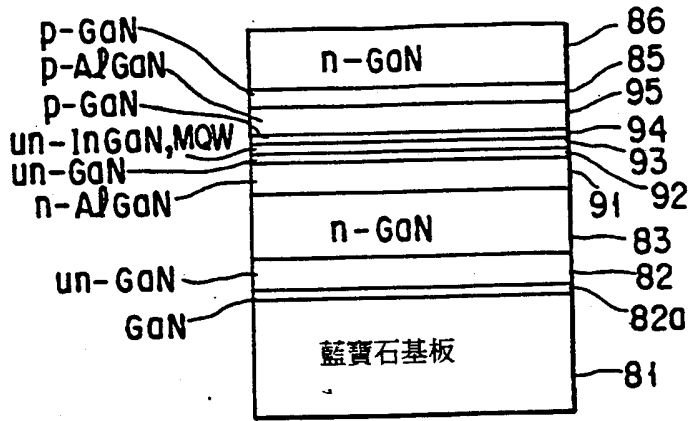 p-GaN
p-AlGaN
p-GaN
un-InGaN,MQW
un-GaN
n-AlGaN
un-GaN
GaN
n-GaN
n-GaN
藍寶石基板
86
85
95
94
93
92
91
83
82
82a
81